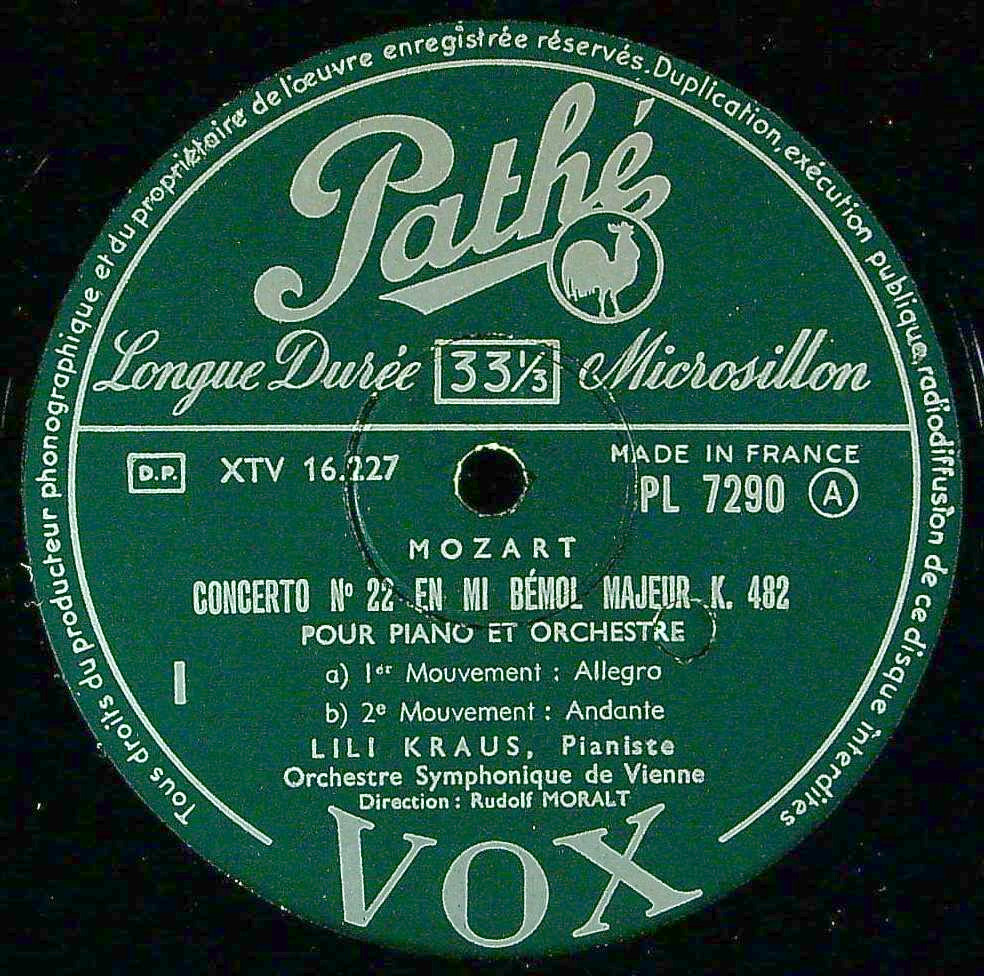 Tous droits du producteur phonographique et du propriétaire de l'œuvre enregistrée réservés. Duplication, exécution publique, radiodiffusion de ce disque interdites
Pathé
Longue Durée 33⅓ Microsillon
MADE IN FRANCE
D.P. XTV 16.227 PL 7290 A
MOZART
CONCERTO Nº 22 EN MI BÉMOL MAJEUR K. 482
POUR PIANO ET ORCHESTRE
I
a) 1er Mouvement : Allegro
b) 2e Mouvement : Andante
LILI KRAUS, Pianiste
Orchestre Symphonique de Vienne
Direction : Rudolf MORALT
VOX